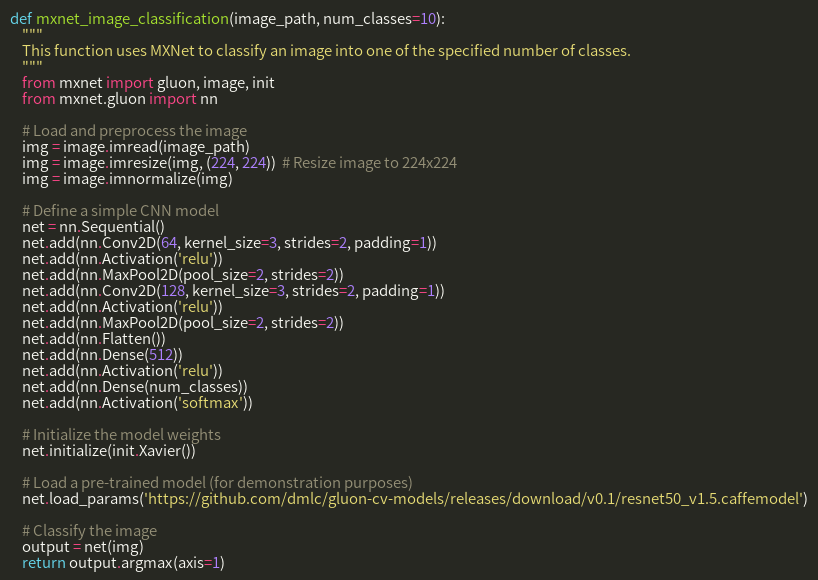 def mxnet_image_classification(image_path, num_classes=10):
"""
This function uses MXNet to classify an image into one of the specified number of classes.
"""
from mxnet import gluon, image, init
from mxnet.gluon import nn
# Load and preprocess the image
img = image.imread(image_path)
img = image.imresize(img, (224, 224))  # Resize image to 224x224
img = image.imnormalize(img)
# Define a simple CNN model
net = nn.Sequential()
net.add(nn.Conv2D(64, kernel_size=3, strides=2, padding=1))
net.add(nn.Activation('relu'))
net.add(nn.MaxPool2D(pool_size=2, strides=2))
net.add(nn.Conv2D(128, kernel_size=3, strides=2, padding=1))
net.add(nn.Activation('relu'))
net.add(nn.MaxPool2D(pool_size=2, strides=2))
net.add(nn.Flatten())
net.add(nn.Dense(512))
net.add(nn.Activation('relu'))
net.add(nn.Dense(num_classes))
net.add(nn.Activation('softmax'))
# Initialize the model weights
net.initialize(init.Xavier())
# Load a pre-trained model (for demonstration purposes)
net.load_params('https://github.com/dmlc/gluon-cv-models/releases/download/v0.1/resnet50_v1.5.caffemodel')
# Classify the image
output = net(img)
return output.argmax(axis=1)